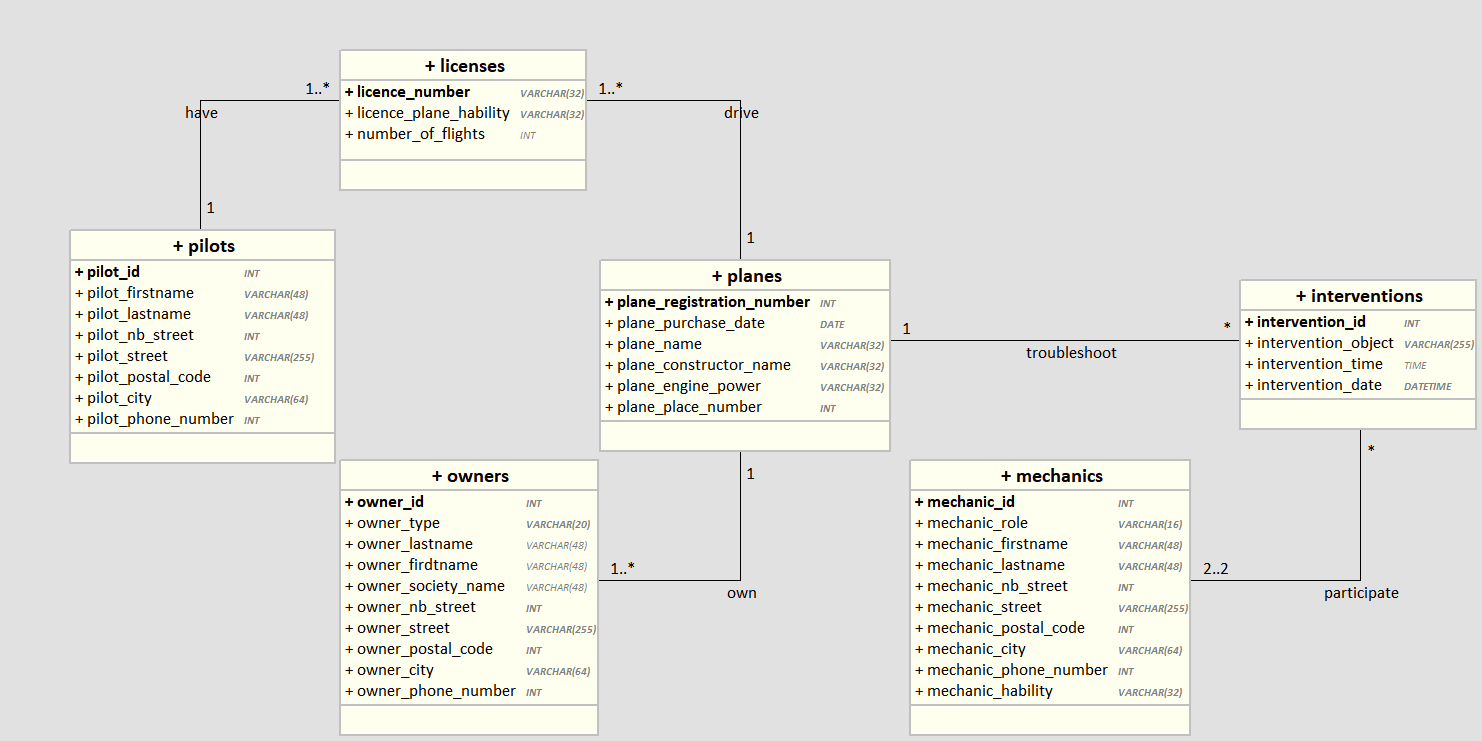 + licenses
+ licence_number VARCHAR(32)
+ licence_plane_hability VARCHAR(32)
+ number_of_flights INT
1..*
1..*
have
drive
1
1
+ pilots
+ pilot_id INT
+ pilot_firstname VARCHAR(48)
+ pilot_lastname VARCHAR(48)
+ pilot_nb_street INT
+ pilot_street VARCHAR(255)
+ pilot_postal_code INT
+ pilot_city VARCHAR(64)
+ pilot_phone_number INT
+ planes
+ plane_registration_number INT
+ plane_purchase_date DATE
+ plane_name VARCHAR(32)
+ plane_constructor_name VARCHAR(32)
+ plane_engine_power VARCHAR(32)
+ plane_place_number INT
1
*
troubleshoot
+ interventions
+ intervention_id INT
+ intervention_object VARCHAR(255)
+ intervention_time TIME
+ intervention_date DATETIME
+ owners
+ owner_id INT
+ owner_type VARCHAR(20)
+ owner_lastname VARCHAR(48)
+ owner_firdtname VARCHAR(48)
+ owner_society_name VARCHAR(48)
+ owner_nb_street INT
+ owner_street VARCHAR(255)
+ owner_postal_code INT
+ owner_city VARCHAR(64)
+ owner_phone_number INT
1
1..*
own
+ mechanics
+ mechanic_id INT
+ mechanic_role VARCHAR(16)
+ mechanic_firstname VARCHAR(48)
+ mechanic_lastname VARCHAR(48)
+ mechanic_nb_street INT
+ mechanic_street VARCHAR(255)
+ mechanic_postal_code INT
+ mechanic_city VARCHAR(64)
+ mechanic_phone_number INT
+ mechanic_hability VARCHAR(32)
*
2..2
participate